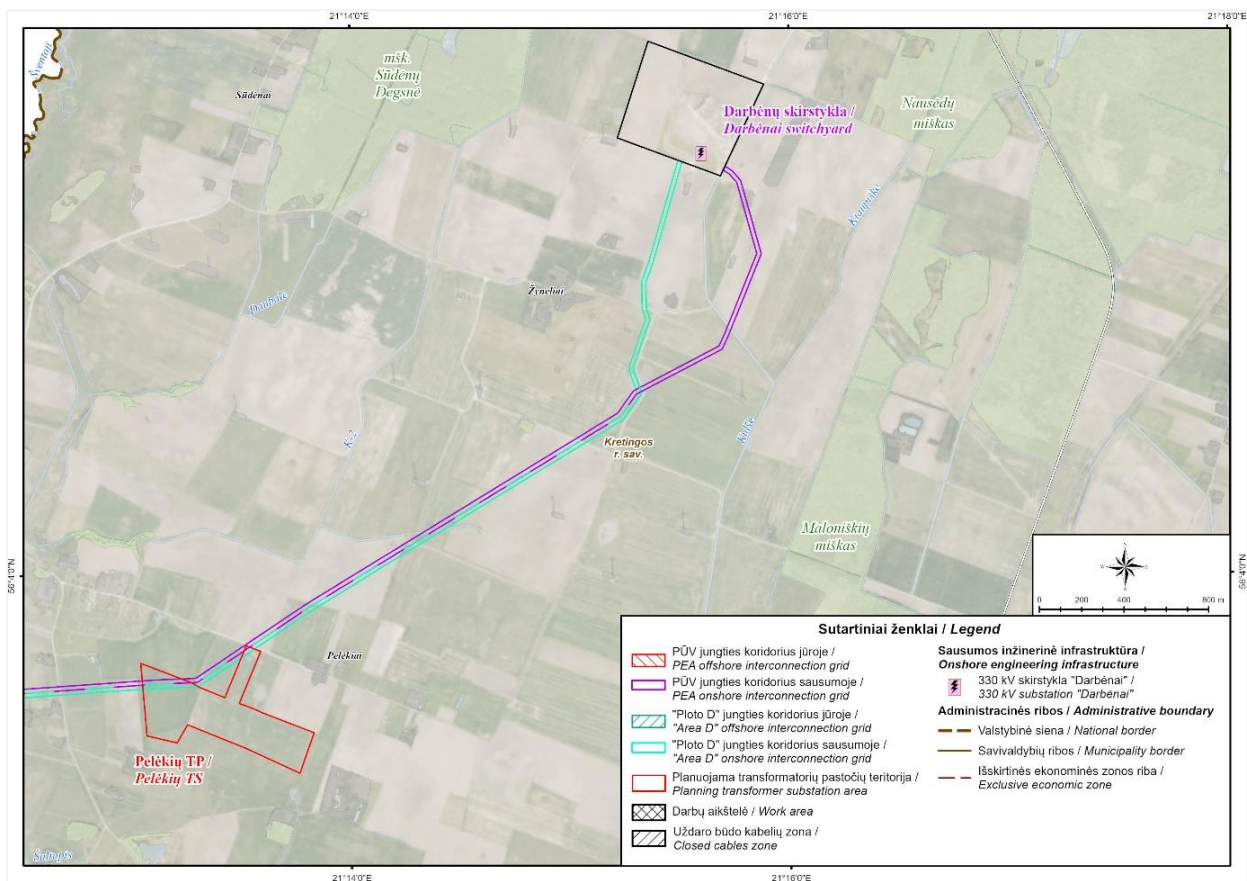 21°14'0"E
21°16'0"E
21°18'0"E
Šventoji
Sūdėnai
mšk.
Sūdėnų
Degsnė
Darbėnų skirstykla /
Darbėnai switchyard
Nausėdų
miškas
Kiaupiškė
Žyneliai
Daubalė
K-2
Kulšė
Kretingos
r. sav.
Maloniškių
miškas
56°4'0"N
56°4'0"N
Pelėkiai
Pelėkių TP /
Pelėkių TS
N
W
E
S
0 200 400 800 m
Sutartiniai ženklai / Legend
PŪV jungties koridorius jūroje /
PEA offshore interconnection grid
PŪV jungties koridorius sausumoje /
PEA onshore interconnection grid
"Ploto D" jungties koridorius jūroje /
"Area D" offshore interconnection grid
"Ploto D" jungties koridorius sausumoje /
"Area D" onshore interconnection grid
Planuojama transformatorių pastočių teritorija /
Planning transformer substation area
Darbų aikštelė / Work area
Uždaro būdo kabelių zona /
Closed cables zone
Sausumos inžinerinė infrastruktūra /
Onshore engineering infrastructure
330 kV skirstykla "Darbėnai" /
330 kV substation "Darbėnai"
Administracinės ribos / Administrative boundary
Valstybinė siena / National border
Savivaldybių ribos / Municipality border
Išskirtinės ekonominės zonos riba /
Exclusive economic zone
21°14'0"E
21°16'0"E